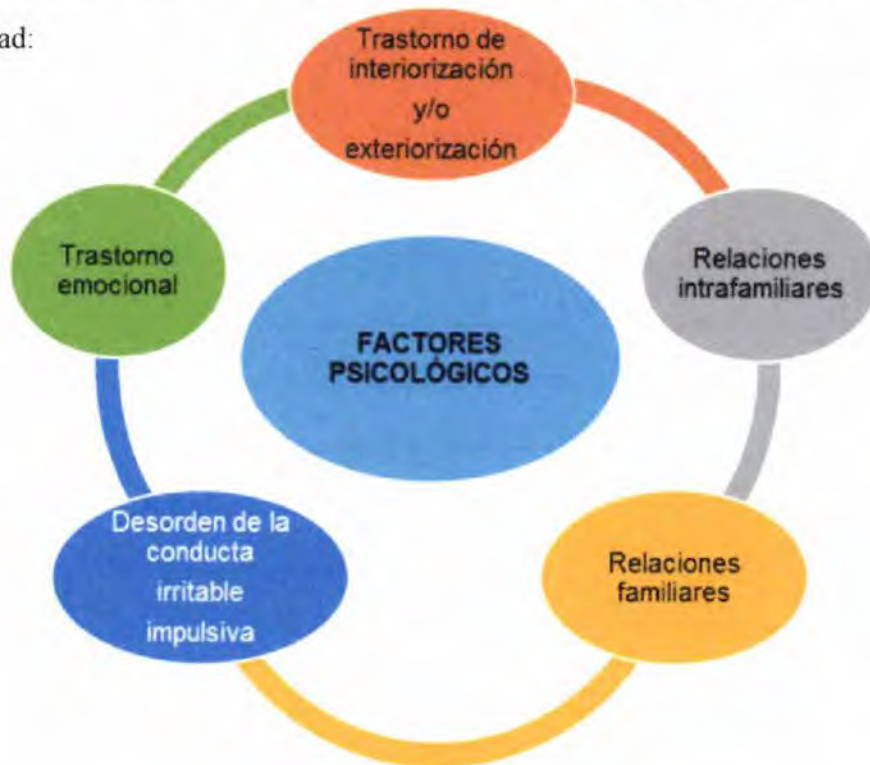 ad:
Trastorno de
interiorización
y/o
exteriorización
Relaciones
intrafamiliares
Relaciones
familiares
Desorden de la
conducta
irritable
impulsiva
Trastorno
emocional
FACTORES
PSICOLÓGICOS